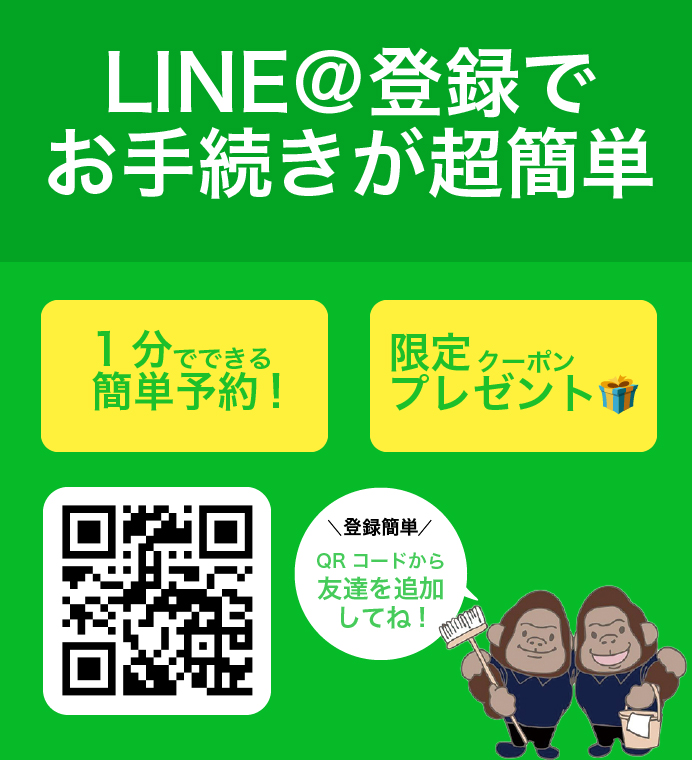 LINE@登録で
お手続きが超簡単
1分でできる
簡単予約！
限定クーポン
プレゼント
＼登録簡単／
QRコードから
友達を追加
してね！